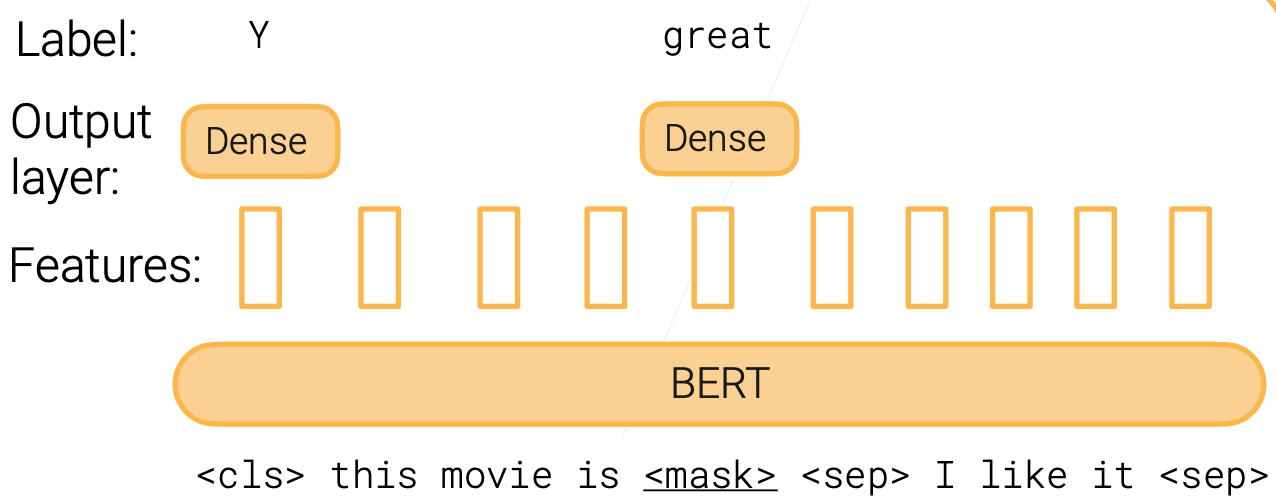 Label: Y great
Output layer: Dense Dense
Features:
BERT
<cls> this movie is <mask> <sep> I like it <sep>